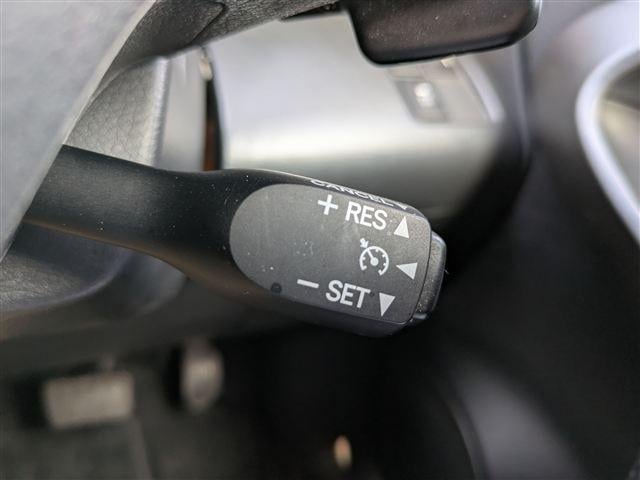 CANCEL ▼
+ RES ▲
◀
− SET ▼